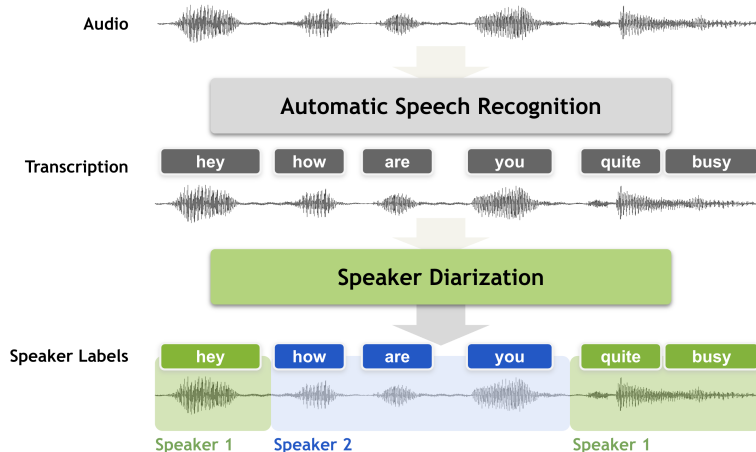 Audio
Automatic Speech Recognition
Transcription hey how are you quite busy
Speaker Diarization
Speaker Labels hey how are you quite busy
Speaker 1 Speaker 2 Speaker 1